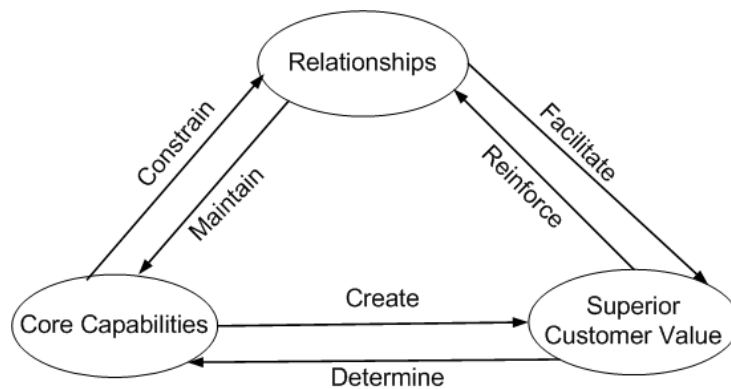 Relationships
Constrain
Maintain
Facilitate
Reinforce
Core Capabilities
Create
Superior
Customer Value
Determine